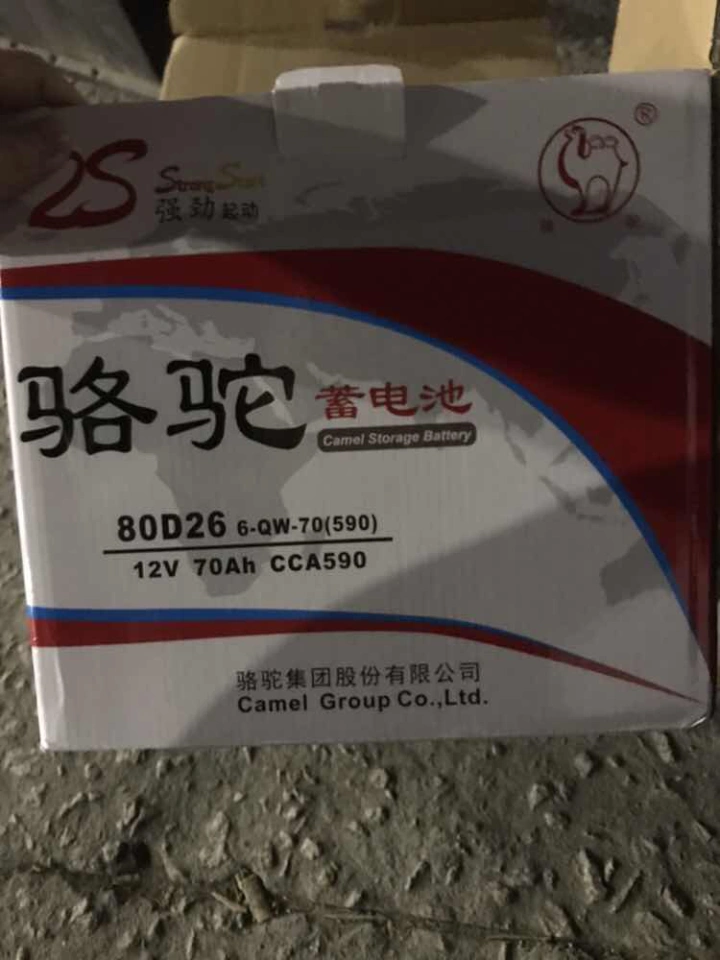 2S Strong Start
强劲 起动
®
骆驼 蓄电池
Camel Storage Battery
80D26 6-QW-70(590)
12V 70Ah CCA590
骆驼集团股份有限公司
Camel Group Co.,Ltd.